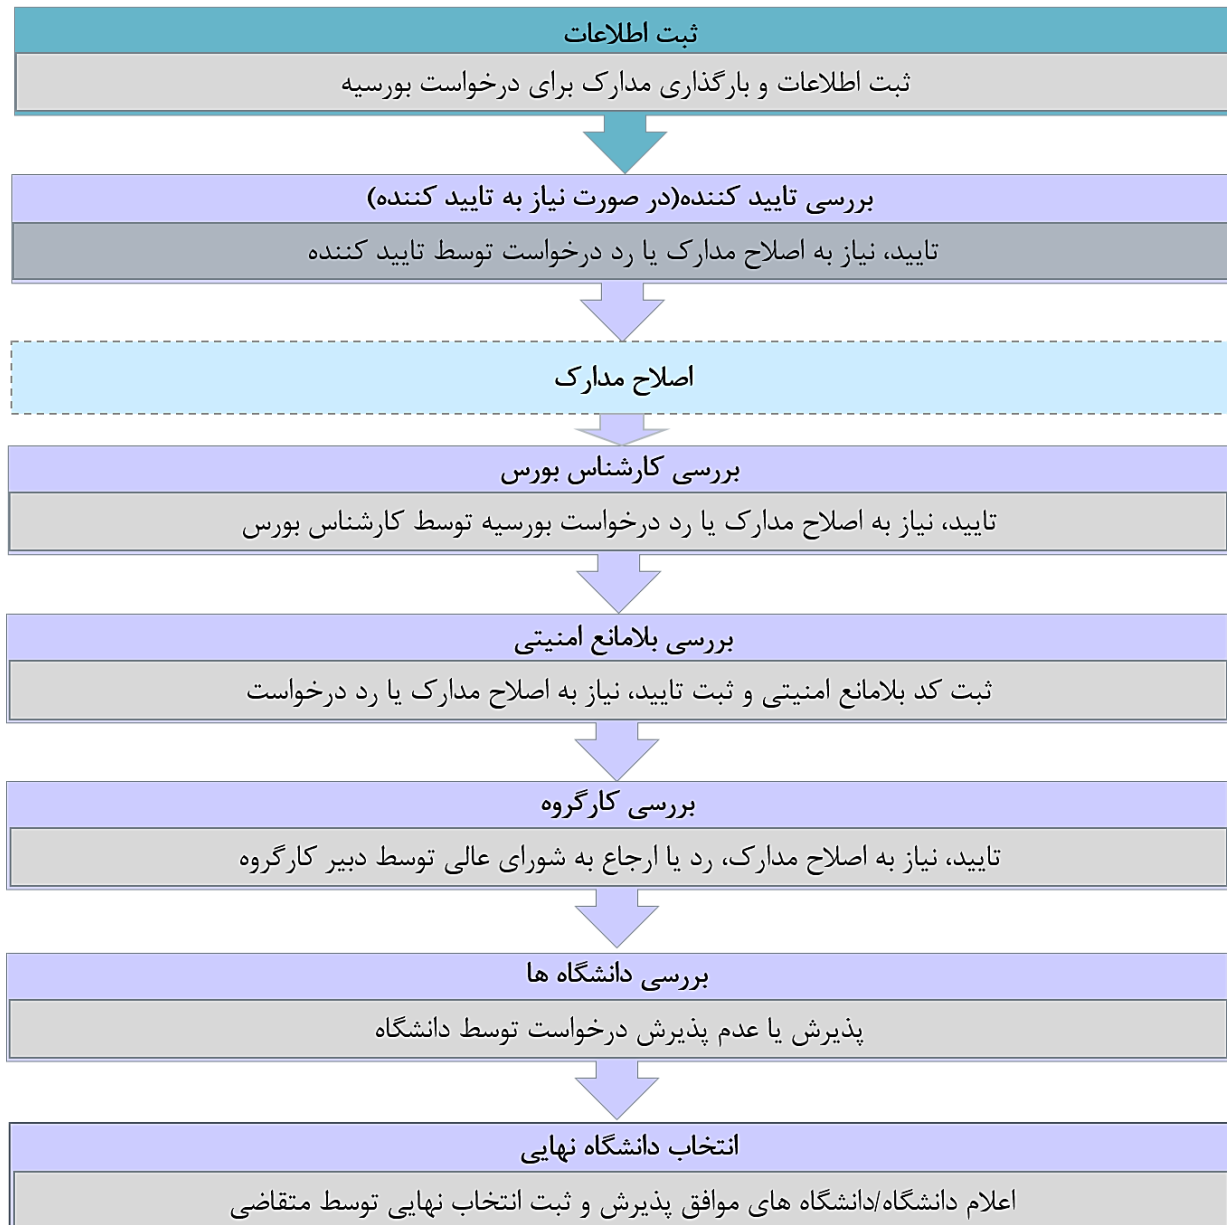 ثبت اطلاعات
ثبت اطلاعات و بارگذاری مدارک برای درخواست بورسیه
بررسی تایید کننده(در صورت نیاز به تایید کننده)
تایید، نیاز به اصلاح مدارک یا رد درخواست توسط تایید کننده
اصلاح مدارک
بررسی کارشناس بورس
تایید، نیاز به اصلاح مدارک یا رد درخواست بورسیه توسط کارشناس بورس
بررسی بلامانع امنیتی
ثبت کد بلامانع امنیتی و ثبت تایید، نیاز به اصلاح مدارک یا رد درخواست
بررسی کارگروه
تایید، نیاز به اصلاح مدارک، رد یا ارجاع به شورای عالی توسط دبیر کارگروه
بررسی دانشگاه ها
پذیرش یا عدم پذیرش درخواست توسط دانشگاه
انتخاب دانشگاه نهایی
اعلام دانشگاه/دانشگاه های موافق پذیرش و ثبت انتخاب نهایی توسط متقاضی